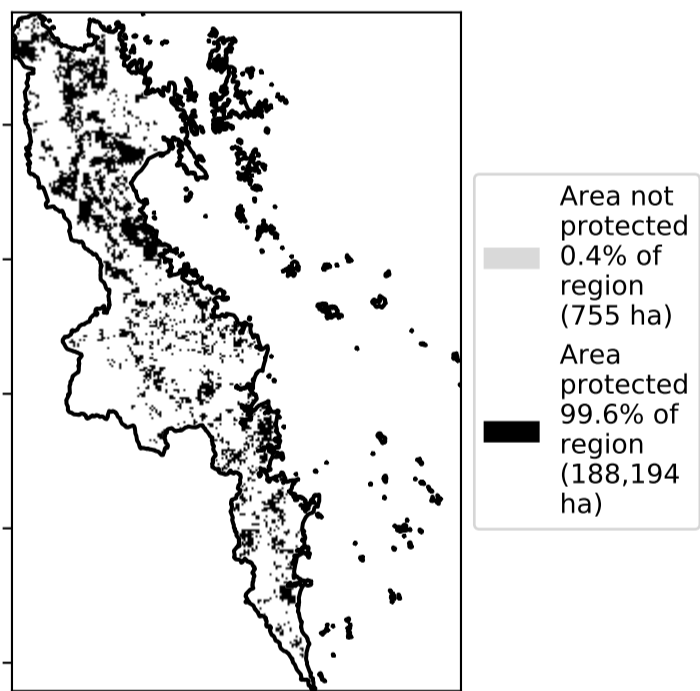 Area not
protected
0.4% of
region
(755 ha)
Area
protected
99.6% of
region
(188,194
ha)